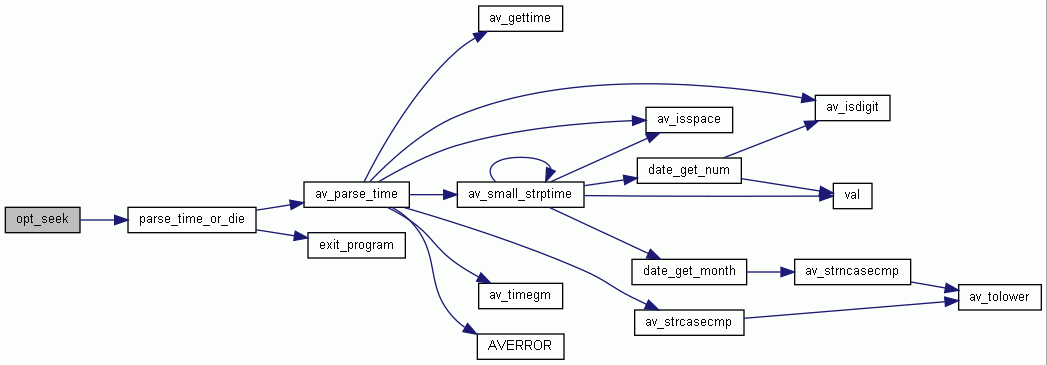 opt_seek
parse_time_or_die
av_parse_time
exit_program
av_gettime
av_small_strptime
av_timegm
AVERROR
av_isspace
date_get_num
date_get_month
av_strcasecmp
av_isdigit
val
av_strncasecmp
av_tolower